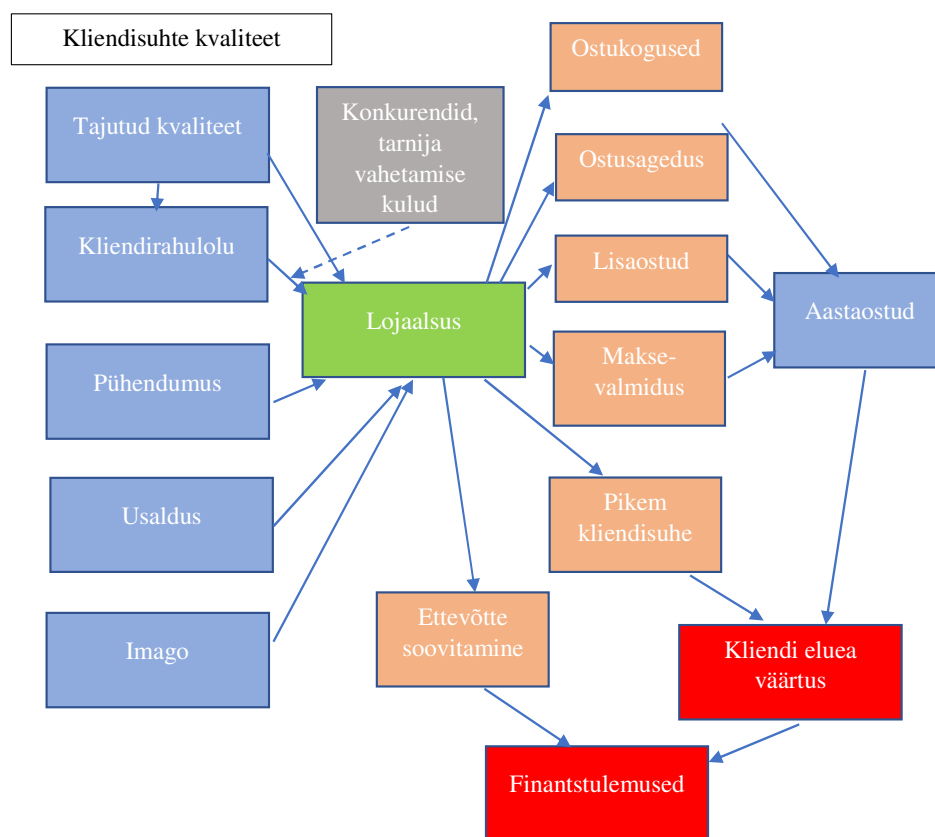 Kliendisuhte kvaliteet
Ostukogused
Tajutud kvaliteet
Konkurendid,
tarnija
vahetamise
kulud
Ostusagedus
Kliendirahulolu
Lisaostud
Lojaalsus
Aastaostud
Pühendumus
Makse-
valmidus
Usaldus
Pikem
kliendisuhe
Imago
Ettevõtte
soovitamine
Kliendi eluea
väärtus
Finantstulemused